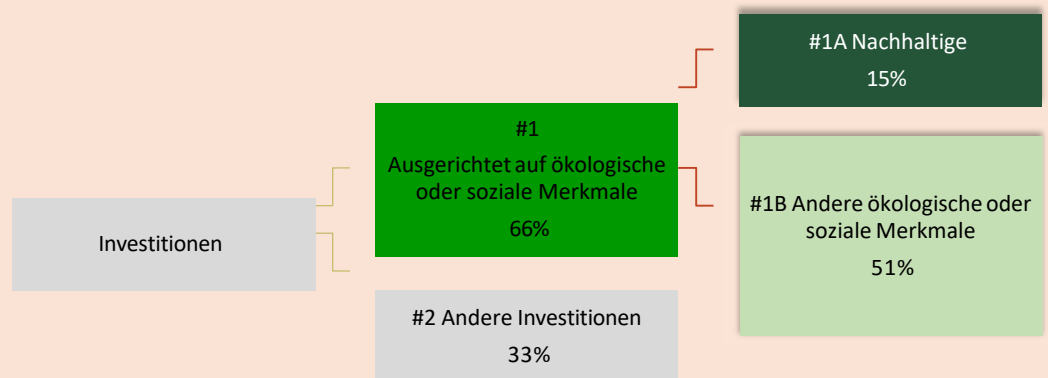 Investitionen
#1
Ausgerichtet auf ökologische
oder soziale Merkmale
66%
#2 Andere Investitionen
33%
#1A Nachhaltige
15%
#1B Andere ökologische oder
soziale Merkmale
51%